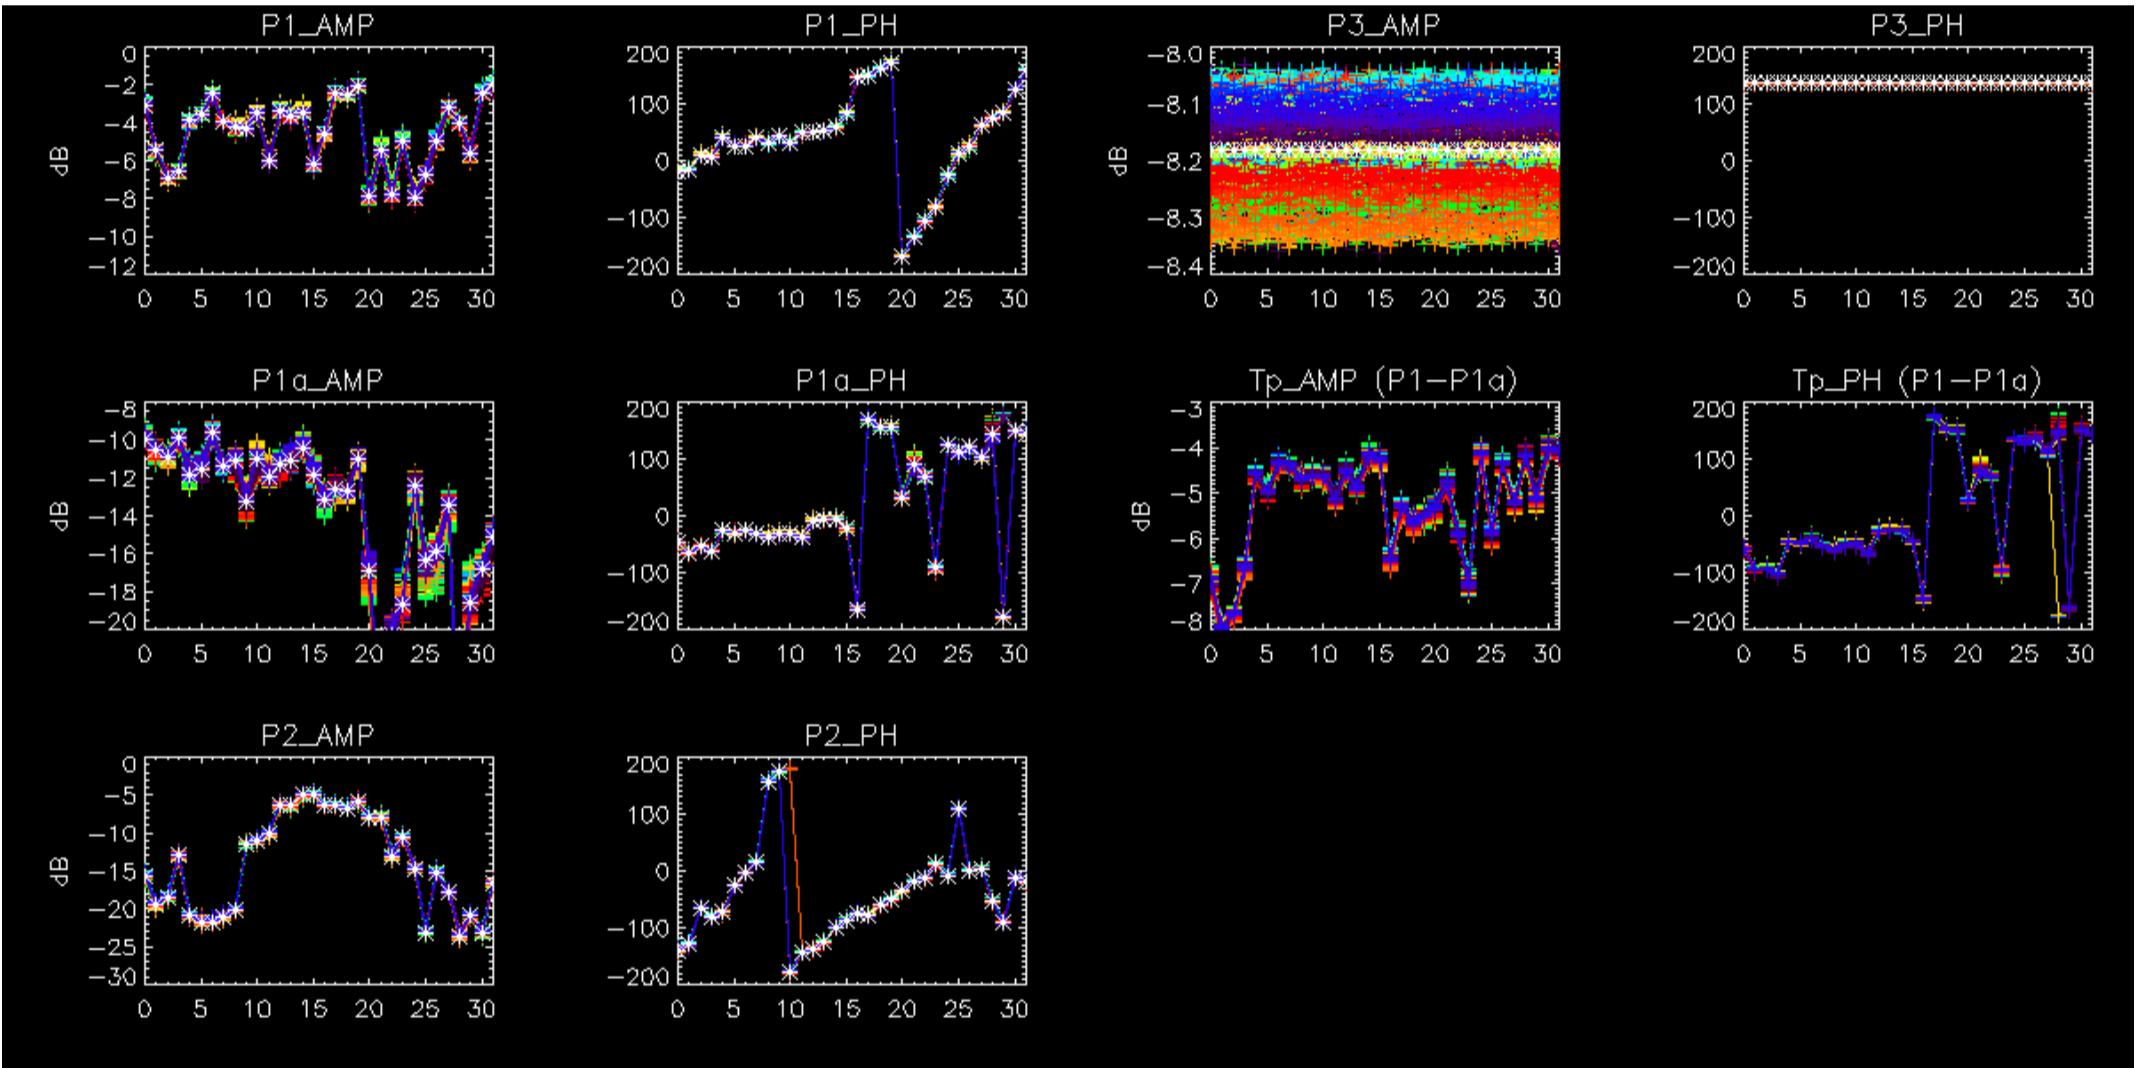 P1_AMP
dB
0
−2
−4
−6
−8
−10
−12
0 5 10 15 20 25 30
P1_PH
200
100
0
−100
−200
0 5 10 15 20 25 30
P3_AMP
dB
−8.0
−8.1
−8.2
−8.3
−8.4
0 5 10 15 20 25 30
P3_PH
200
100
0
−100
−200
0 5 10 15 20 25 30
P1a_AMP
dB
−8
−10
−12
−14
−16
−18
−20
0 5 10 15 20 25 30
P1a_PH
200
100
0
−100
−200
0 5 10 15 20 25 30
Tp_AMP (P1−P1a)
dB
−3
−4
−5
−6
−7
−8
0 5 10 15 20 25 30
Tp_PH (P1−P1a)
200
100
0
−100
−200
0 5 10 15 20 25 30
P2_AMP
dB
0
−5
−10
−15
−20
−25
−30
0 5 10 15 20 25 30
P2_PH
200
100
0
−100
−200
0 5 10 15 20 25 30